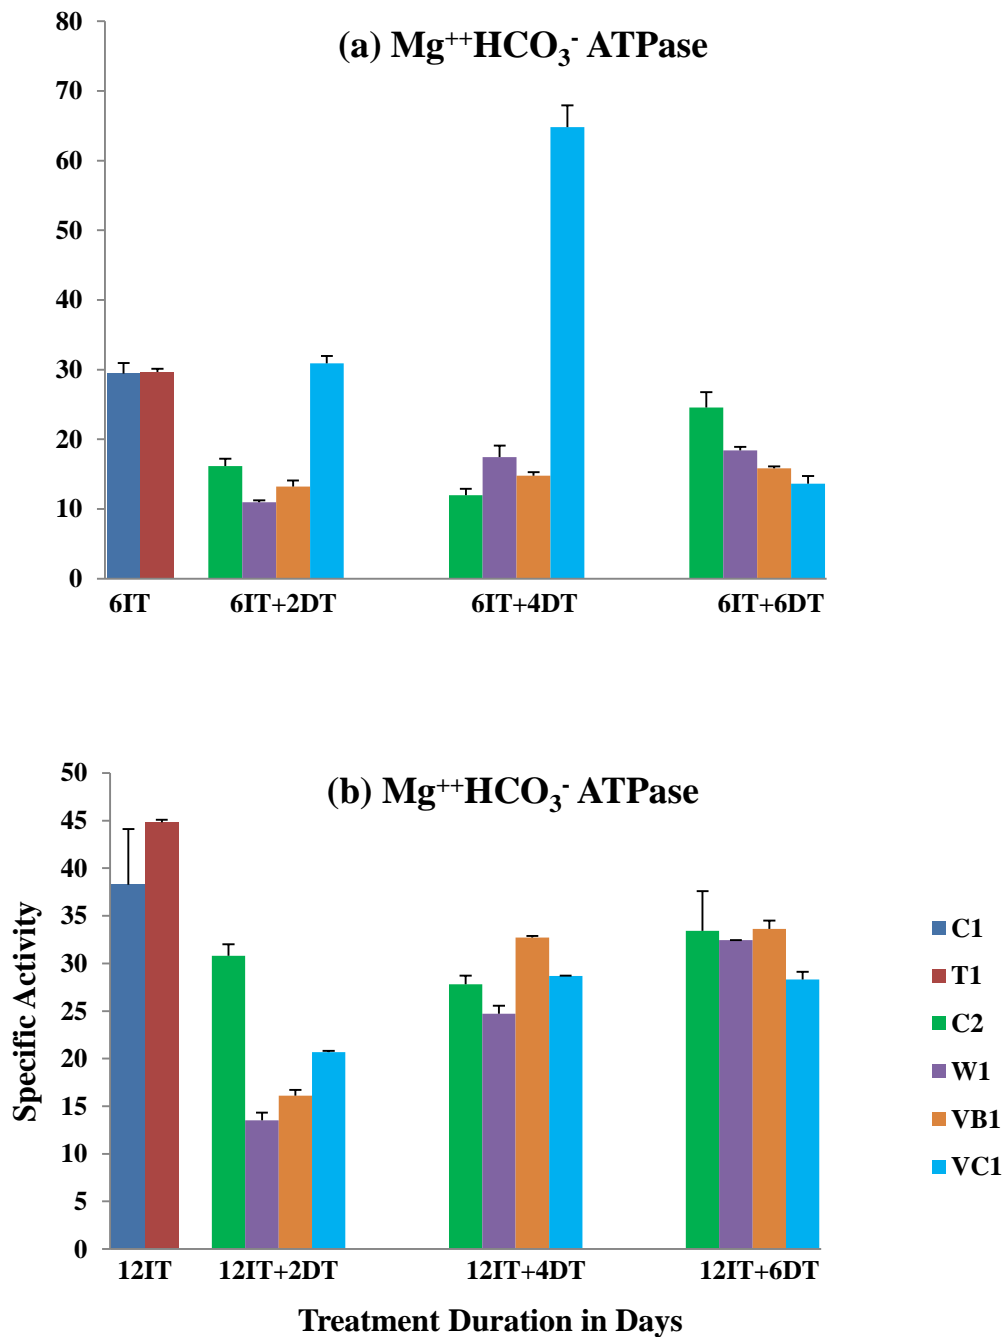 (a) Mg⁺⁺HCO₃⁻ ATPase
80
70
60
50
40
30
20
10
0
6IT 6IT+2DT 6IT+4DT 6IT+6DT
(b) Mg⁺⁺HCO₃⁻ ATPase
50
45
40
35
30
25
20
15
10
5
0
Specific Activity
12IT 12IT+2DT 12IT+4DT 12IT+6DT
Treatment Duration in Days
C1
T1
C2
W1
VB1
VC1